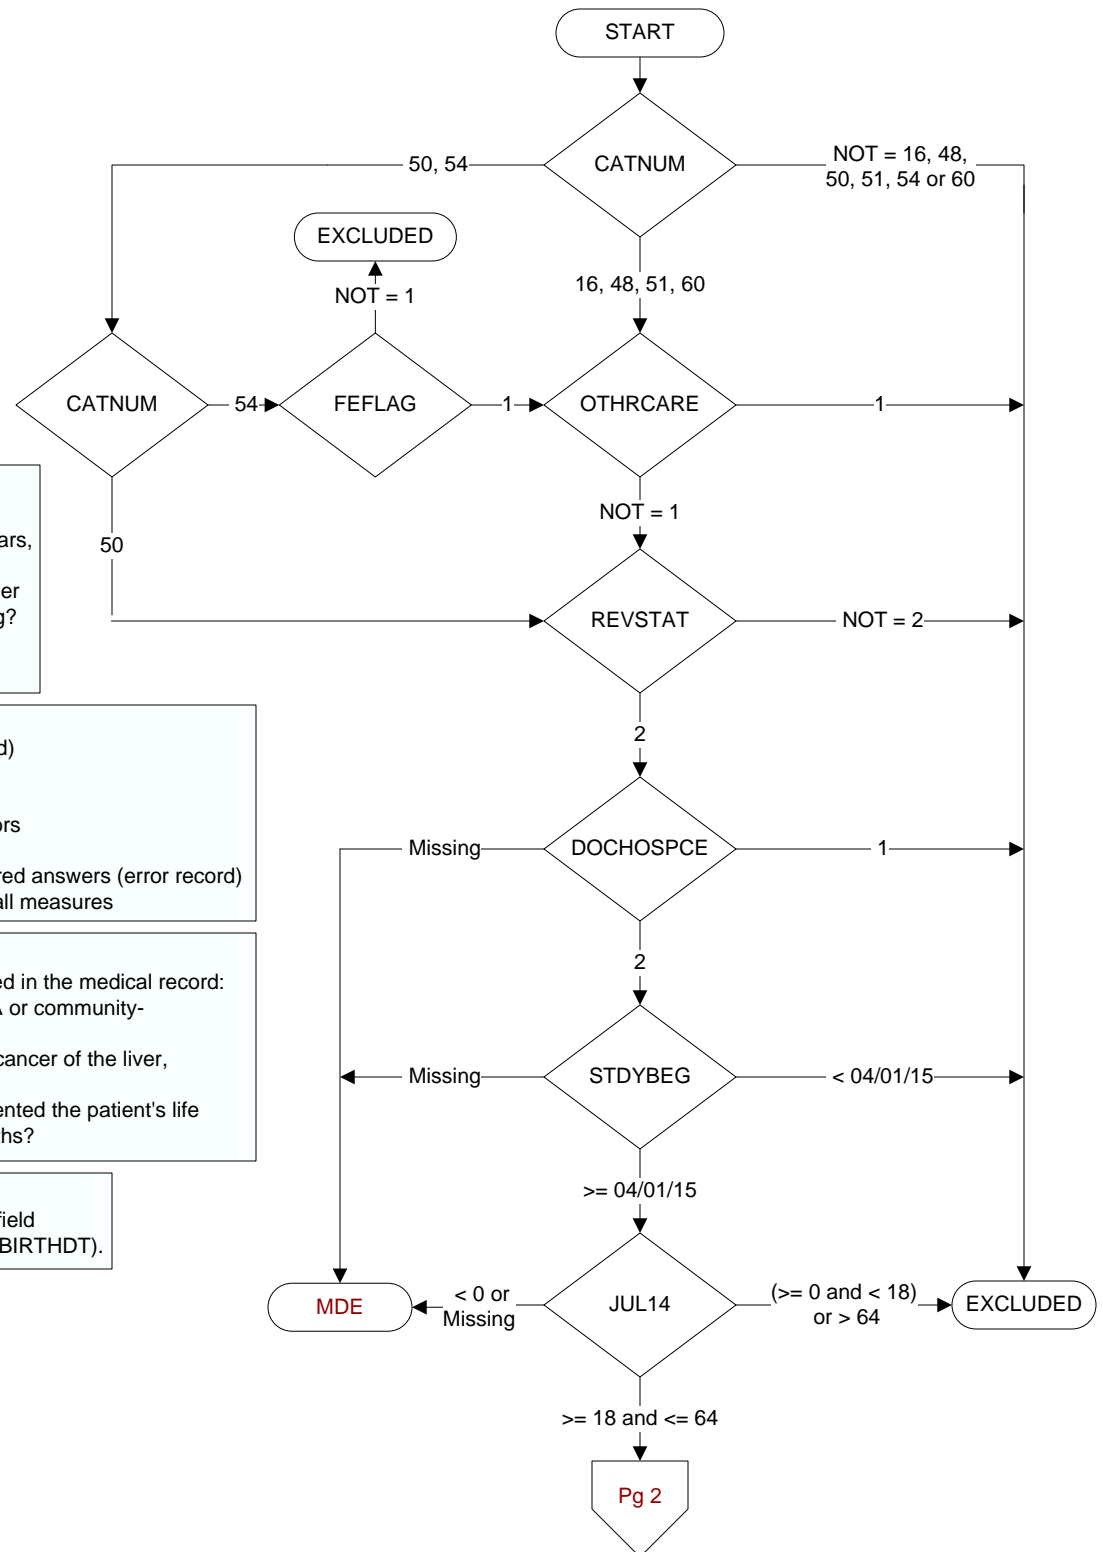 START
CATNUM
50, 54
NOT = 16, 48,
50, 51, 54 or 60
EXCLUDED
NOT = 1
16, 48, 51, 60
CATNUM
54
FEFLAG
1
OTHRCARE
1
NOT = 1
50
REVSTAT
NOT = 2
2
DOCHOSPCE
Missing
1
2
STDYBEG
Missing
< 04/01/15
>= 04/01/15
JUL14
< 0 or
Missing
(>= 0 and < 18)
or > 64
MDE
EXCLUDED
>= 18 and <= 64
Pg 2
ars,
er
g?
d)
ors
red answers (error record)
all measures
ed in the medical record:
A or community-
cancer of the liver,
ented the patient's life
ths?
field
BIRTHDT).